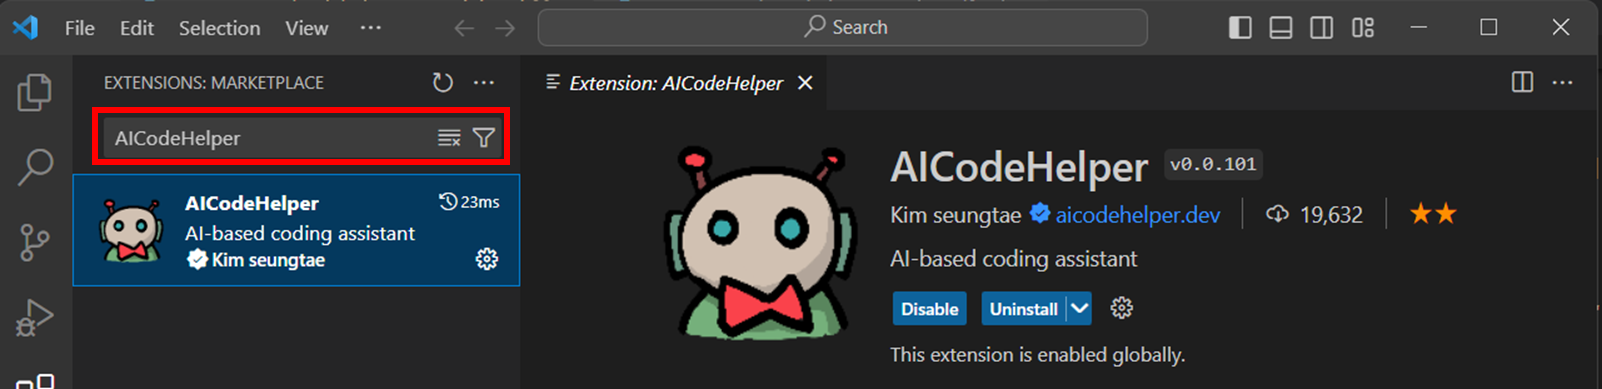 File Edit Selection View ··· Search
EXTENSIONS: MARKETPLACE ···
Extension: AICodeHelper
AICodeHelper
AICodeHelper 23ms
AI-based coding assistant
Kim seungtae
AICodeHelper v0.0.101
Kim seungtae aicodehelper.dev 19,632
AI-based coding assistant
Disable Uninstall
This extension is enabled globally.